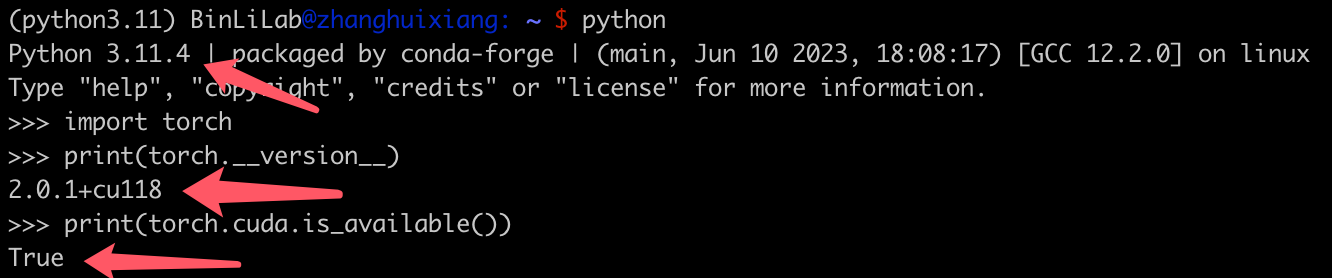 (python3.11) BinLiLab@zhanghuixiang: ~ $ python
Python 3.11.4 | packaged by conda-forge | (main, Jun 10 2023, 18:08:17) [GCC 12.2.0] on linux
Type "help", "copyright", "credits" or "license" for more information.
>>> import torch
>>> print(torch.__version__)
2.0.1+cu118
>>> print(torch.cuda.is_available())
True